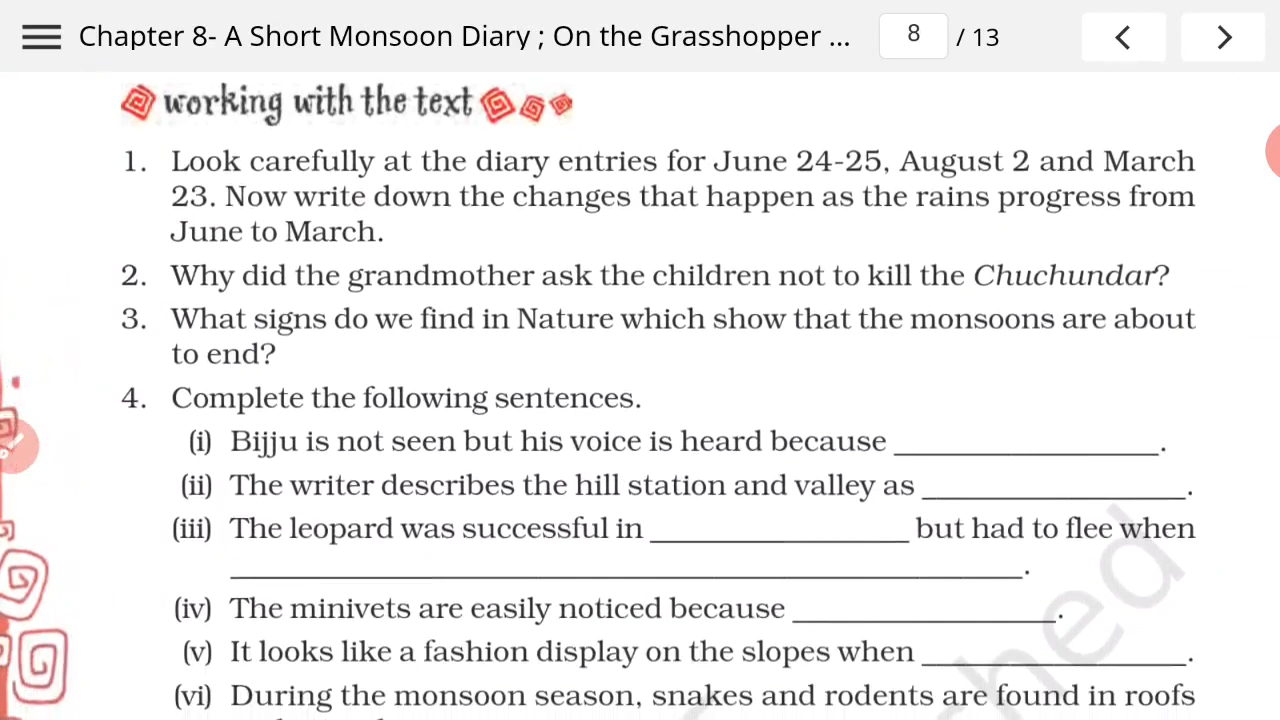 Chapter 8- A Short Monsoon Diary ; On the Grasshopper ... 8 / 13
working with the text
1. Look carefully at the diary entries for June 24-25, August 2 and March
23. Now write down the changes that happen as the rains progress from
June to March.
2. Why did the grandmother ask the children not to kill the Chuchundar?
3. What signs do we find in Nature which show that the monsoons are about
to end?
4. Complete the following sentences.
(i) Bijju is not seen but his voice is heard because _________________.
(ii) The writer describes the hill station and valley as _________________.
(iii) The leopard was successful in _________________ but had to flee when
____________________________________________________.
(iv) The minivets are easily noticed because _________________.
(v) It looks like a fashion display on the slopes when _________________.
(vi) During the monsoon season, snakes and rodents are found in roofs